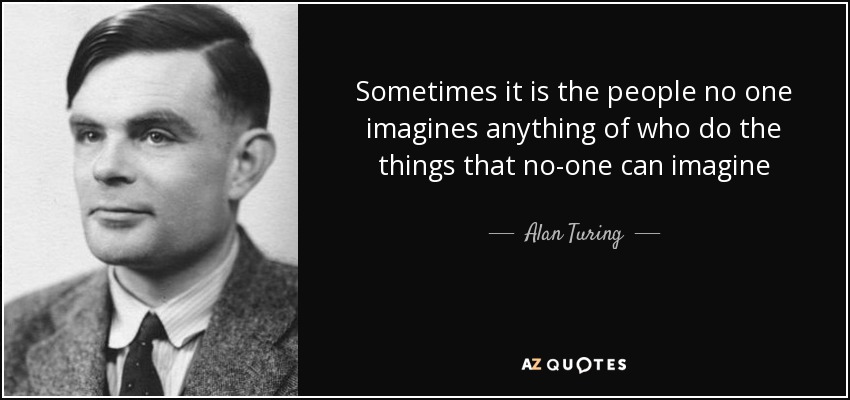 Sometimes it is the people no one
imagines anything of who do the
things that no-one can imagine
Alan Turing
AZ QUOTES